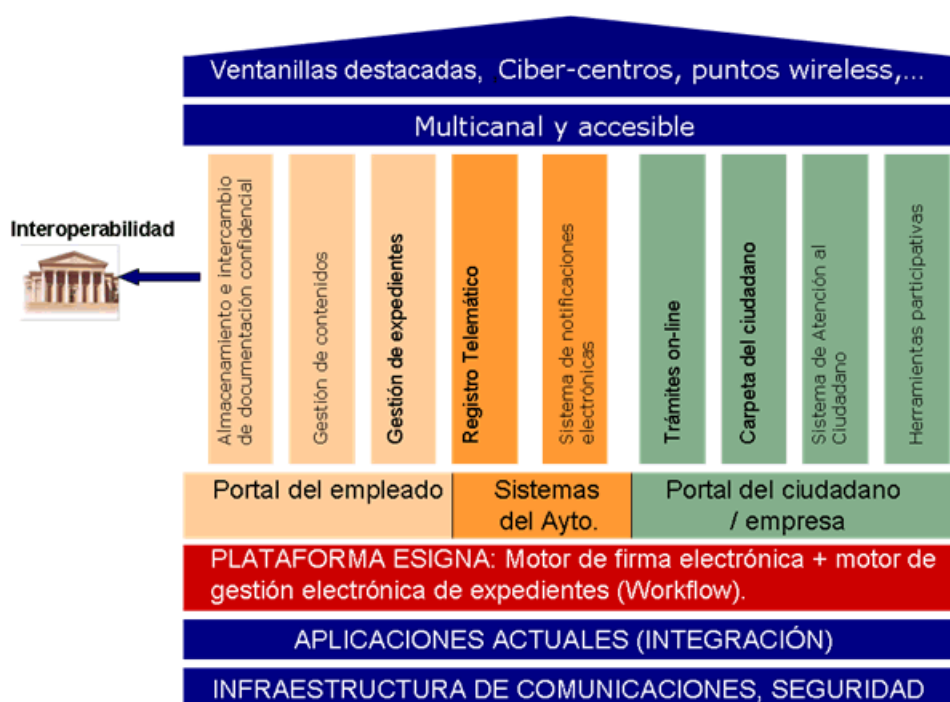 Ventanillas destacadas, Ciber-centros, puntos wireless,...
Multicanal y accesible
Interoperabilidad
Almacenamiento e intercambio
de documentación confidencial
Gestión de contenidos
Gestión de expedientes
Registro Telemático
Sistema de notificaciones
electrónicas
Trámites on-line
Carpeta del ciudadano
Sistema de Atención al
Ciudadano
Herramientas participativas
Portal del empleado
Sistemas
del Ayto.
Portal del ciudadano
/ empresa
PLATAFORMA ESIGNA: Motor de firma electrónica + motor de
gestión electrónica de expedientes (Workflow).
APLICACIONES ACTUALES (INTEGRACIÓN)
INFRAESTRUCTURA DE COMUNICACIONES, SEGURIDAD